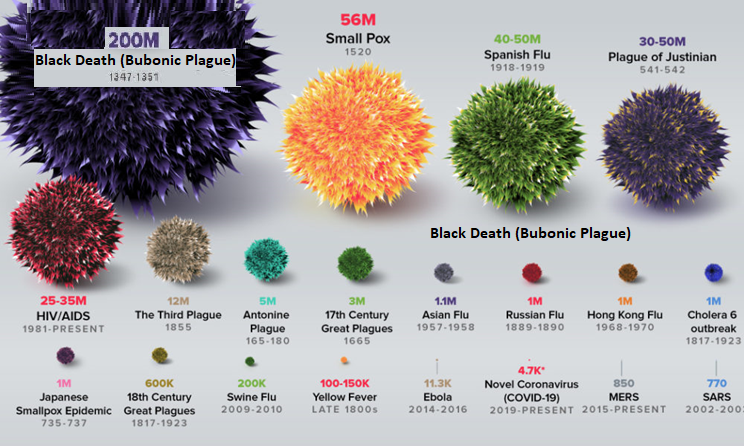 200M
Black Death (Bubonic Plague)
1347-1351
56M
Small Pox
1520
40-50M
Spanish Flu
1918-1919
30-50M
Plague of Justinian
541-542
Black Death (Bubonic Plague)
25-35M
HIV/AIDS
1981-PRESENT
12M
The Third Plague
1855
5M
Antonine
Plague
165-180
3M
17th Century
Great Plagues
1665
1.1M
Asian Flu
1957-1958
1M
Russian Flu
1889-1890
1M
Hong Kong Flu
1968-1970
1M
Cholera 6
outbreak
1817-1923
1M
Japanese
Smallpox Epidemic
735-737
600K
18th Century
Great Plagues
1817-1923
200K
Swine Flu
2009-2010
100-150K
Yellow Fever
LATE 1800s
11.3K
Ebola
2014-2016
4.7K*
Novel Coronavirus
(COVID-19)
2019-PRESENT
850
MERS
2015-PRESENT
770
SARS
2002-2003